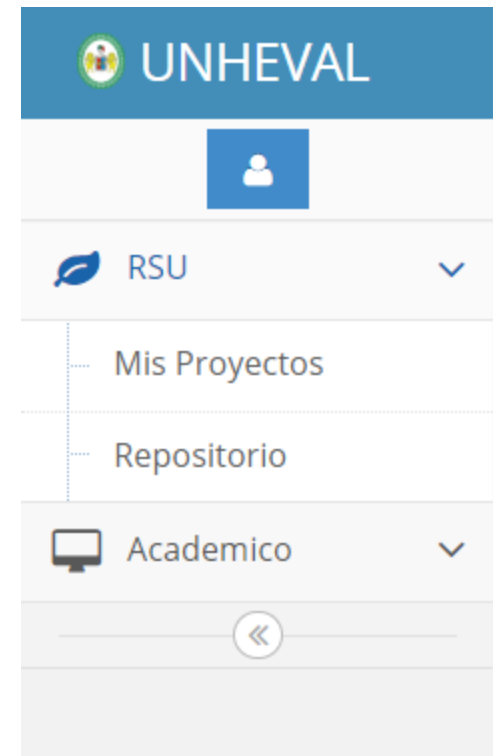 UNHEVAL
RSU
Mis Proyectos
Repositorio
Academico